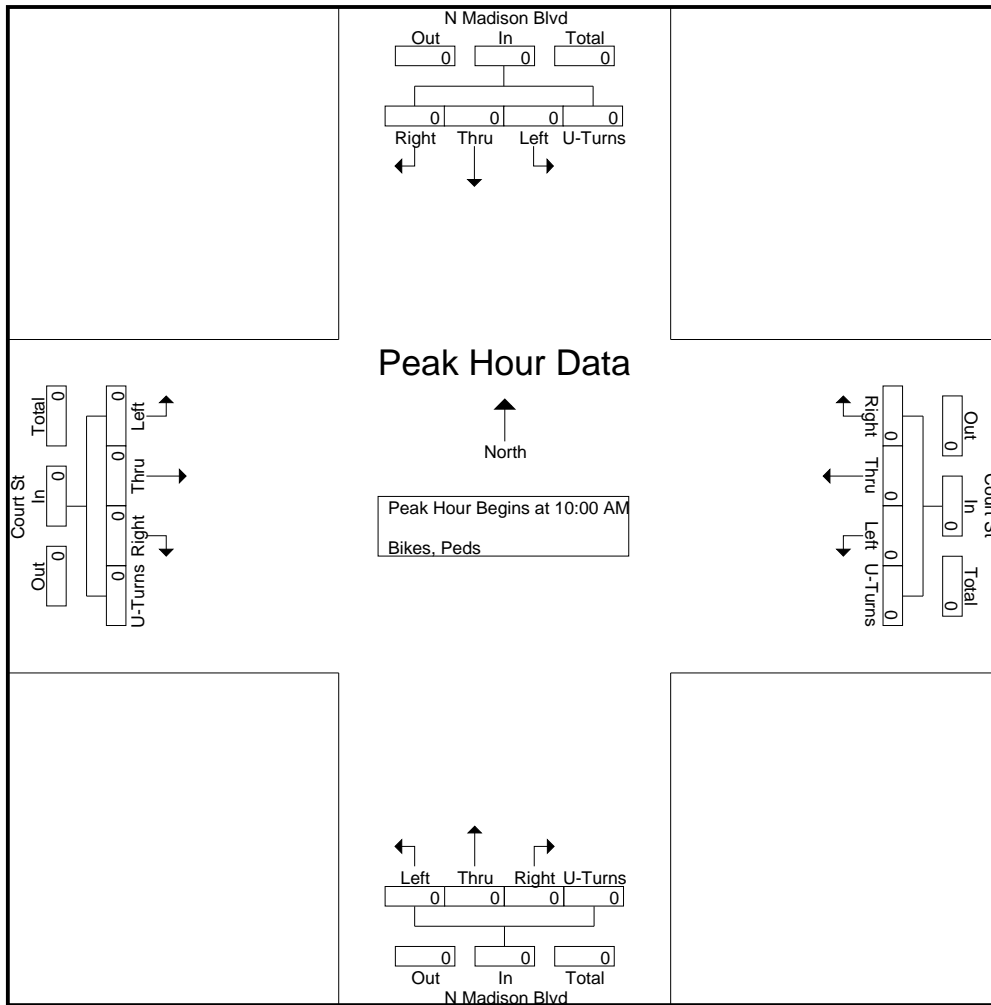 N Madison Blvd
Out In Total
0 0 0
0 0 0 0
Right Thru Left U-Turns
Peak Hour Data
North
Peak Hour Begins at 10:00 AM
Bikes, Peds
Court St
Total In Out
0 0 0
0 0 0 0
Left Thru Right U-Turns
Right Thru Left U-Turns
0 0 0 0
Out In Total
0 0 0
Court St
Left Thru Right U-Turns
0 0 0 0
0 0 0
Out In Total
N Madison Blvd